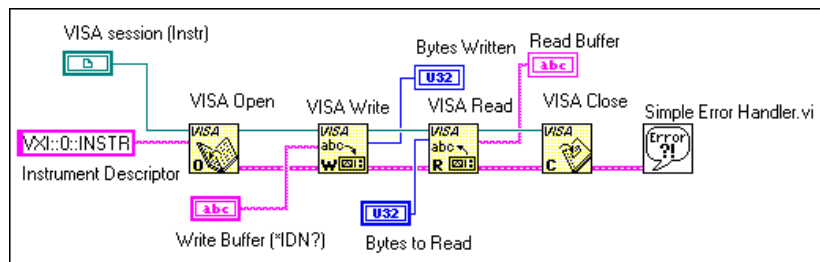 VISA session (Instr)
Bytes Written
Read Buffer
U32
abc
VISA Open
VISA Write
VISA Read
VISA Close
Simple Error Handler.vi
VXI::0::INSTR
VISA
O
VISA
abc
W
VISA
abc
R
VISA
C
Error
?!
Instrument Descriptor
abc
U32
Write Buffer (*IDN?)
Bytes to Read